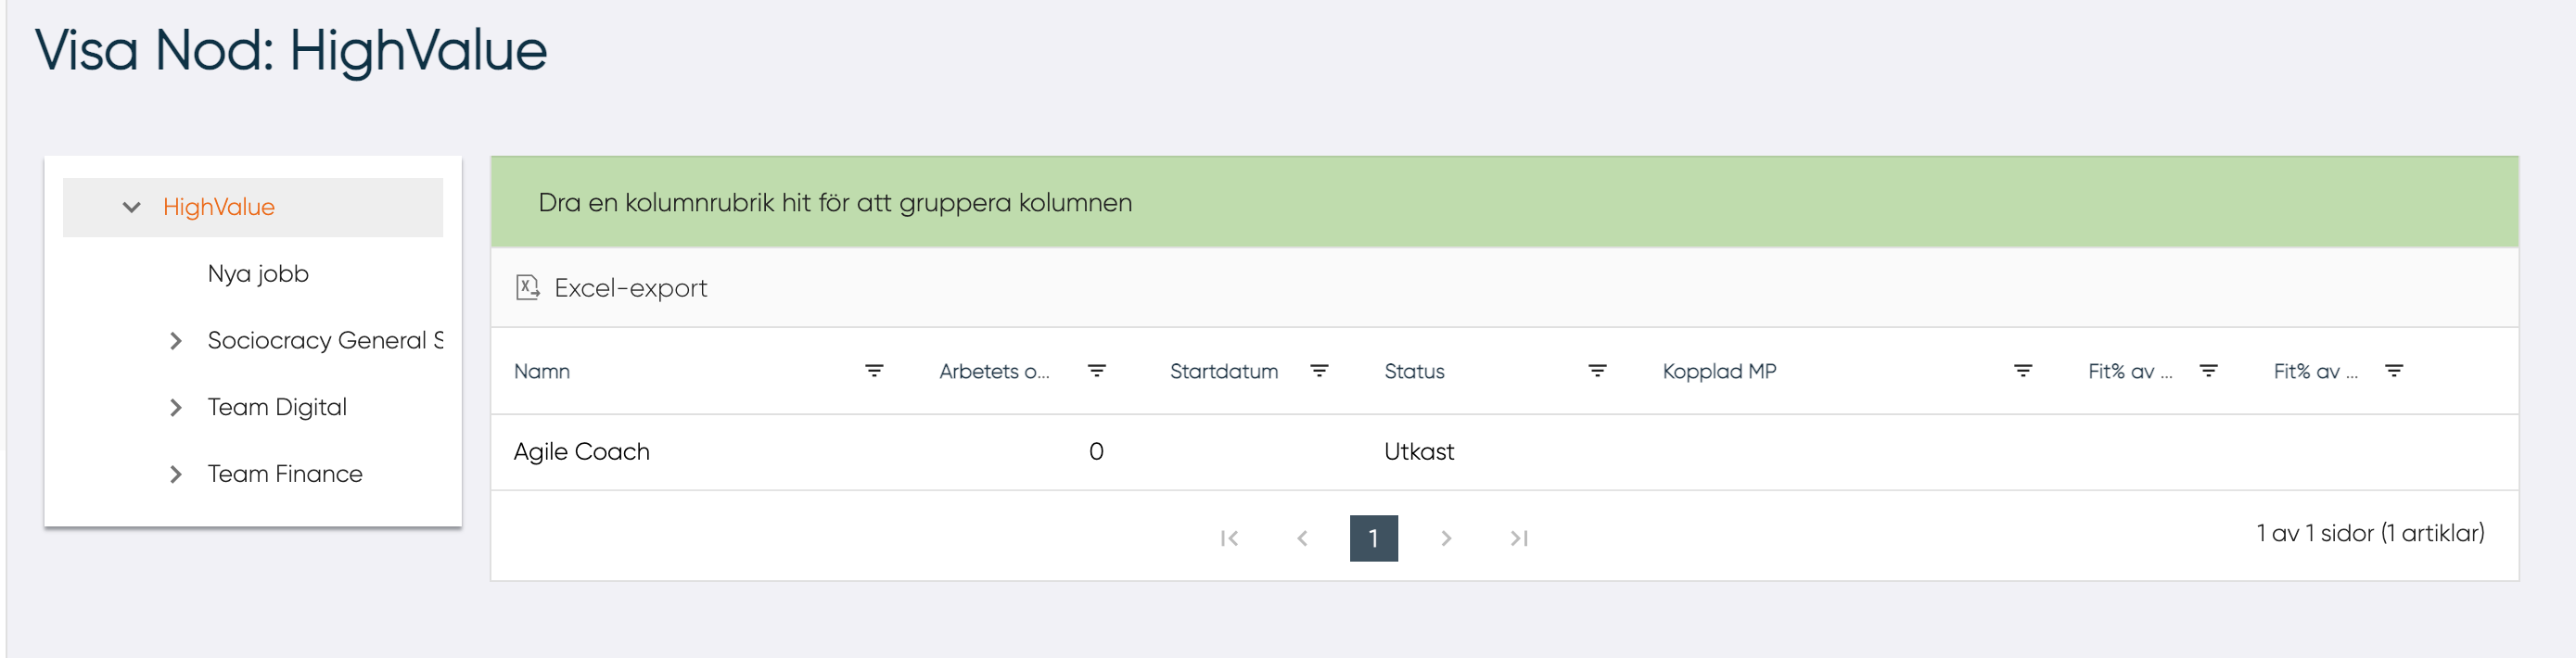 Visa Nod: HighValue
HighValue
Nya jobb
Sociocracy General S
Team Digital
Team Finance
Dra en kolumnrubrik hit för att gruppera kolumnen
Excel-export
Namn Arbetets o... Startdatum Status Kopplad MP Fit% av ... Fit% av ...
Agile Coach 0 Utkast
1
1 av 1 sidor (1 artiklar)